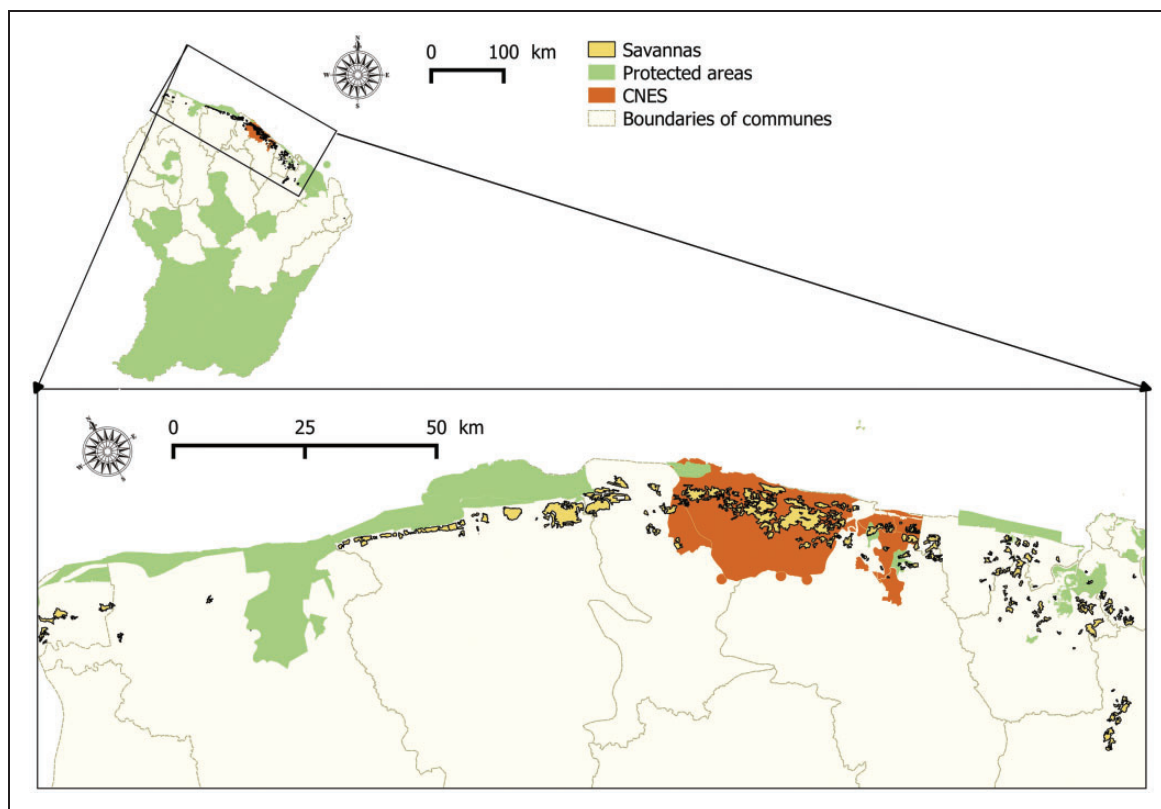 N
W
E
S
0 100 km
Savannas
Protected areas
CNES
Boundaries of communes
N
E
W
S
0 25 50 km